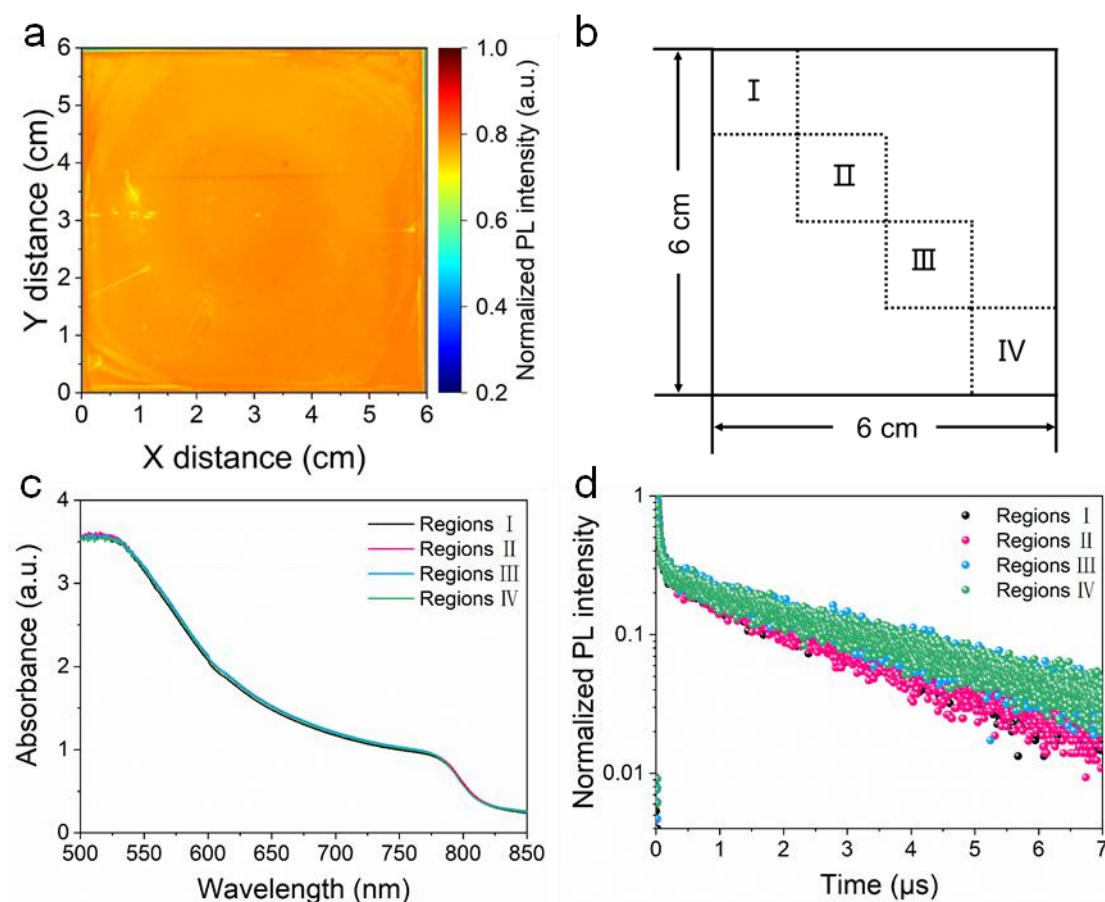 a
6
5
4
3
2
1
0
Y distance (cm)
0 1 2 3 4 5 6
X distance (cm)
1.0
0.8
0.6
0.4
0.2
Normalized PL intensity (a.u.)
b
6 cm
Ⅰ
Ⅱ
Ⅲ
Ⅳ
6 cm
c
4
3
2
1
0
Absorbance (a.u.)
Regions Ⅰ
Regions Ⅱ
Regions Ⅲ
Regions Ⅳ
500 550 600 650 700 750 800 850
Wavelength (nm)
d
1
0.1
0.01
Normalized PL intensity
Regions Ⅰ
Regions Ⅱ
Regions Ⅲ
Regions Ⅳ
0 1 2 3 4 5 6 7
Time (μs)